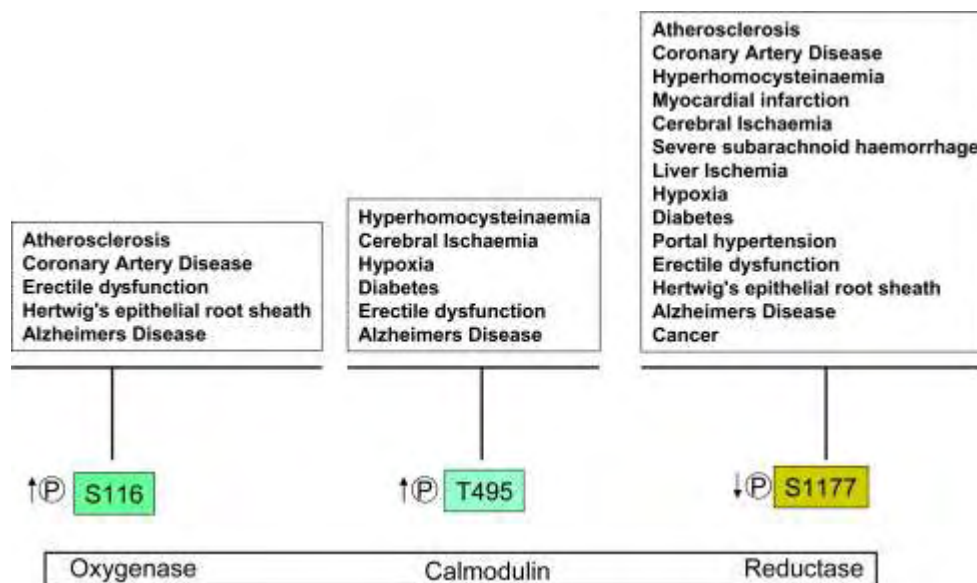 Atherosclerosis
Coronary Artery Disease
Erectile dysfunction
Hertwig's epithelial root sheath
Alzheimers Disease
Hyperhomocysteinaemia
Cerebral Ischaemia
Hypoxia
Diabetes
Erectile dysfunction
Alzheimers Disease
Atherosclerosis
Coronary Artery Disease
Hyperhomocysteinaemia
Myocardial infarction
Cerebral Ischaemia
Severe subarachnoid haemorrhage
Liver Ischemia
Hypoxia
Diabetes
Portal hypertension
Erectile dysfunction
Hertwig's epithelial root sheath
Alzheimers Disease
Cancer
↑Ⓟ S116
↑Ⓟ T495
↓Ⓟ S1177
Oxygenase Calmodulin Reductase